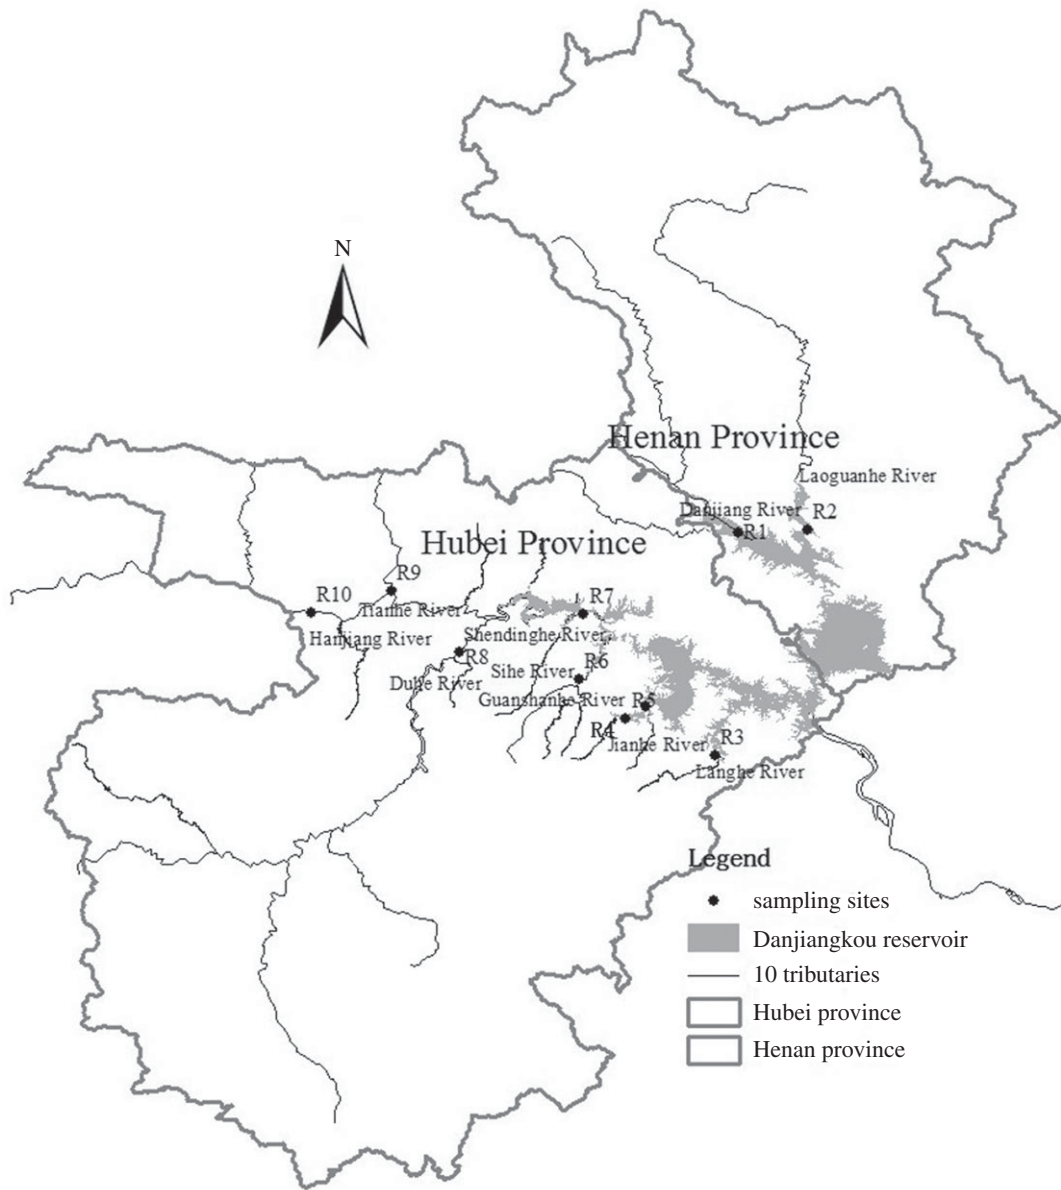 N
Henan Province
Laoguanhe River
Danjiang River
R2
R1
Hubei Province
R9
R10
Tianhe River
R7
Hanjiang River
Shendinghe River
R8
R6
Sihe River
Duhe River
Guanshanhe River
R5
R4
Jianhe River
R3
Langhe River
Legend
sampling sites
Danjiangkou reservoir
10 tributaries
Hubei province
Henan province